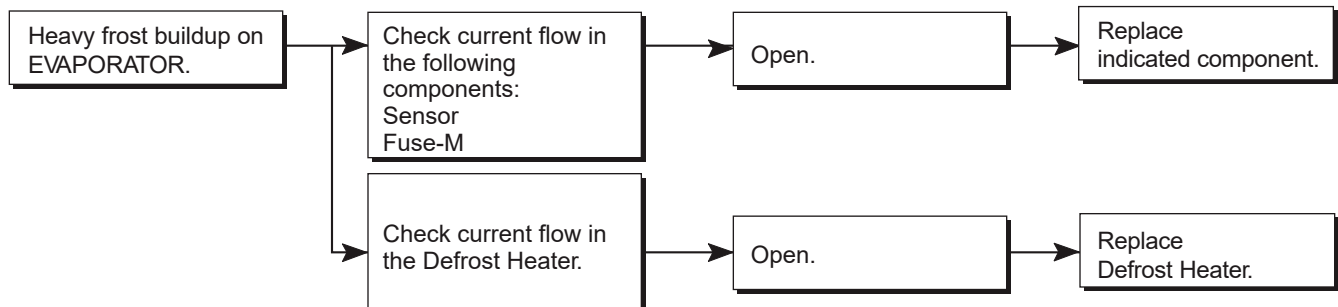 Heavy frost buildup on
EVAPORATOR.
Check current flow in
the following
components:
Sensor
Fuse-M
Open.
Replace
indicated component.
Check current flow in
the Defrost Heater.
Open.
Replace
Defrost Heater.